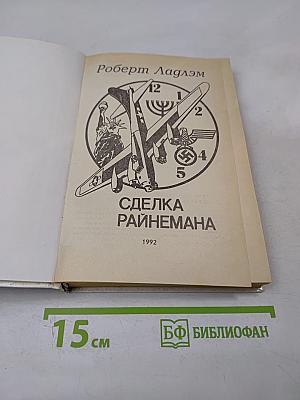 Роберт Ладлэм
12
1
2
4
5
СДЕЛКА
РАЙНЕМАНА
1992
15 см
БФ БИБЛИОФАН